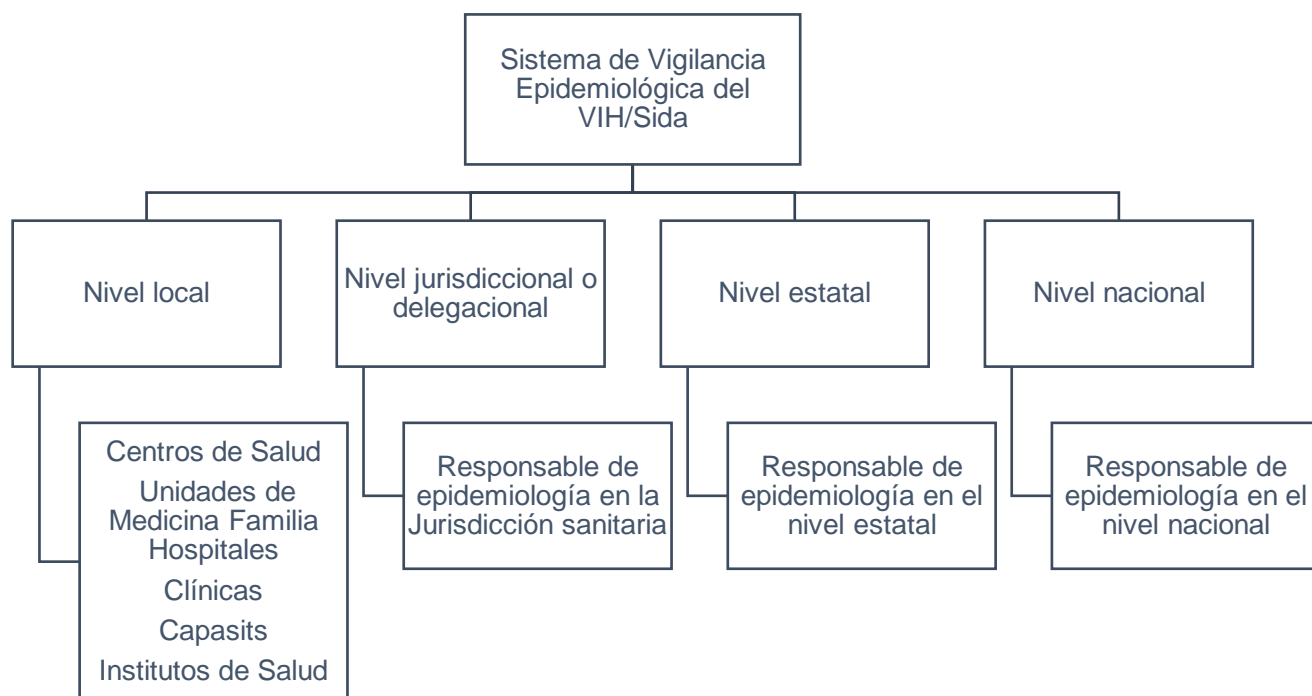 Sistema de Vigilancia
Epidemiológica del
VIH/Sida
Nivel local
Nivel jurisdiccional o
delegacional
Nivel estatal
Nivel nacional
Centros de Salud
Unidades de
Medicina Familia
Hospitales
Clínicas
Capasits
Institutos de Salud
Responsable de
epidemiología en la
Jurisdicción sanitaria
Responsable de
epidemiología en el
nivel estatal
Responsable de
epidemiología en el
nivel nacional